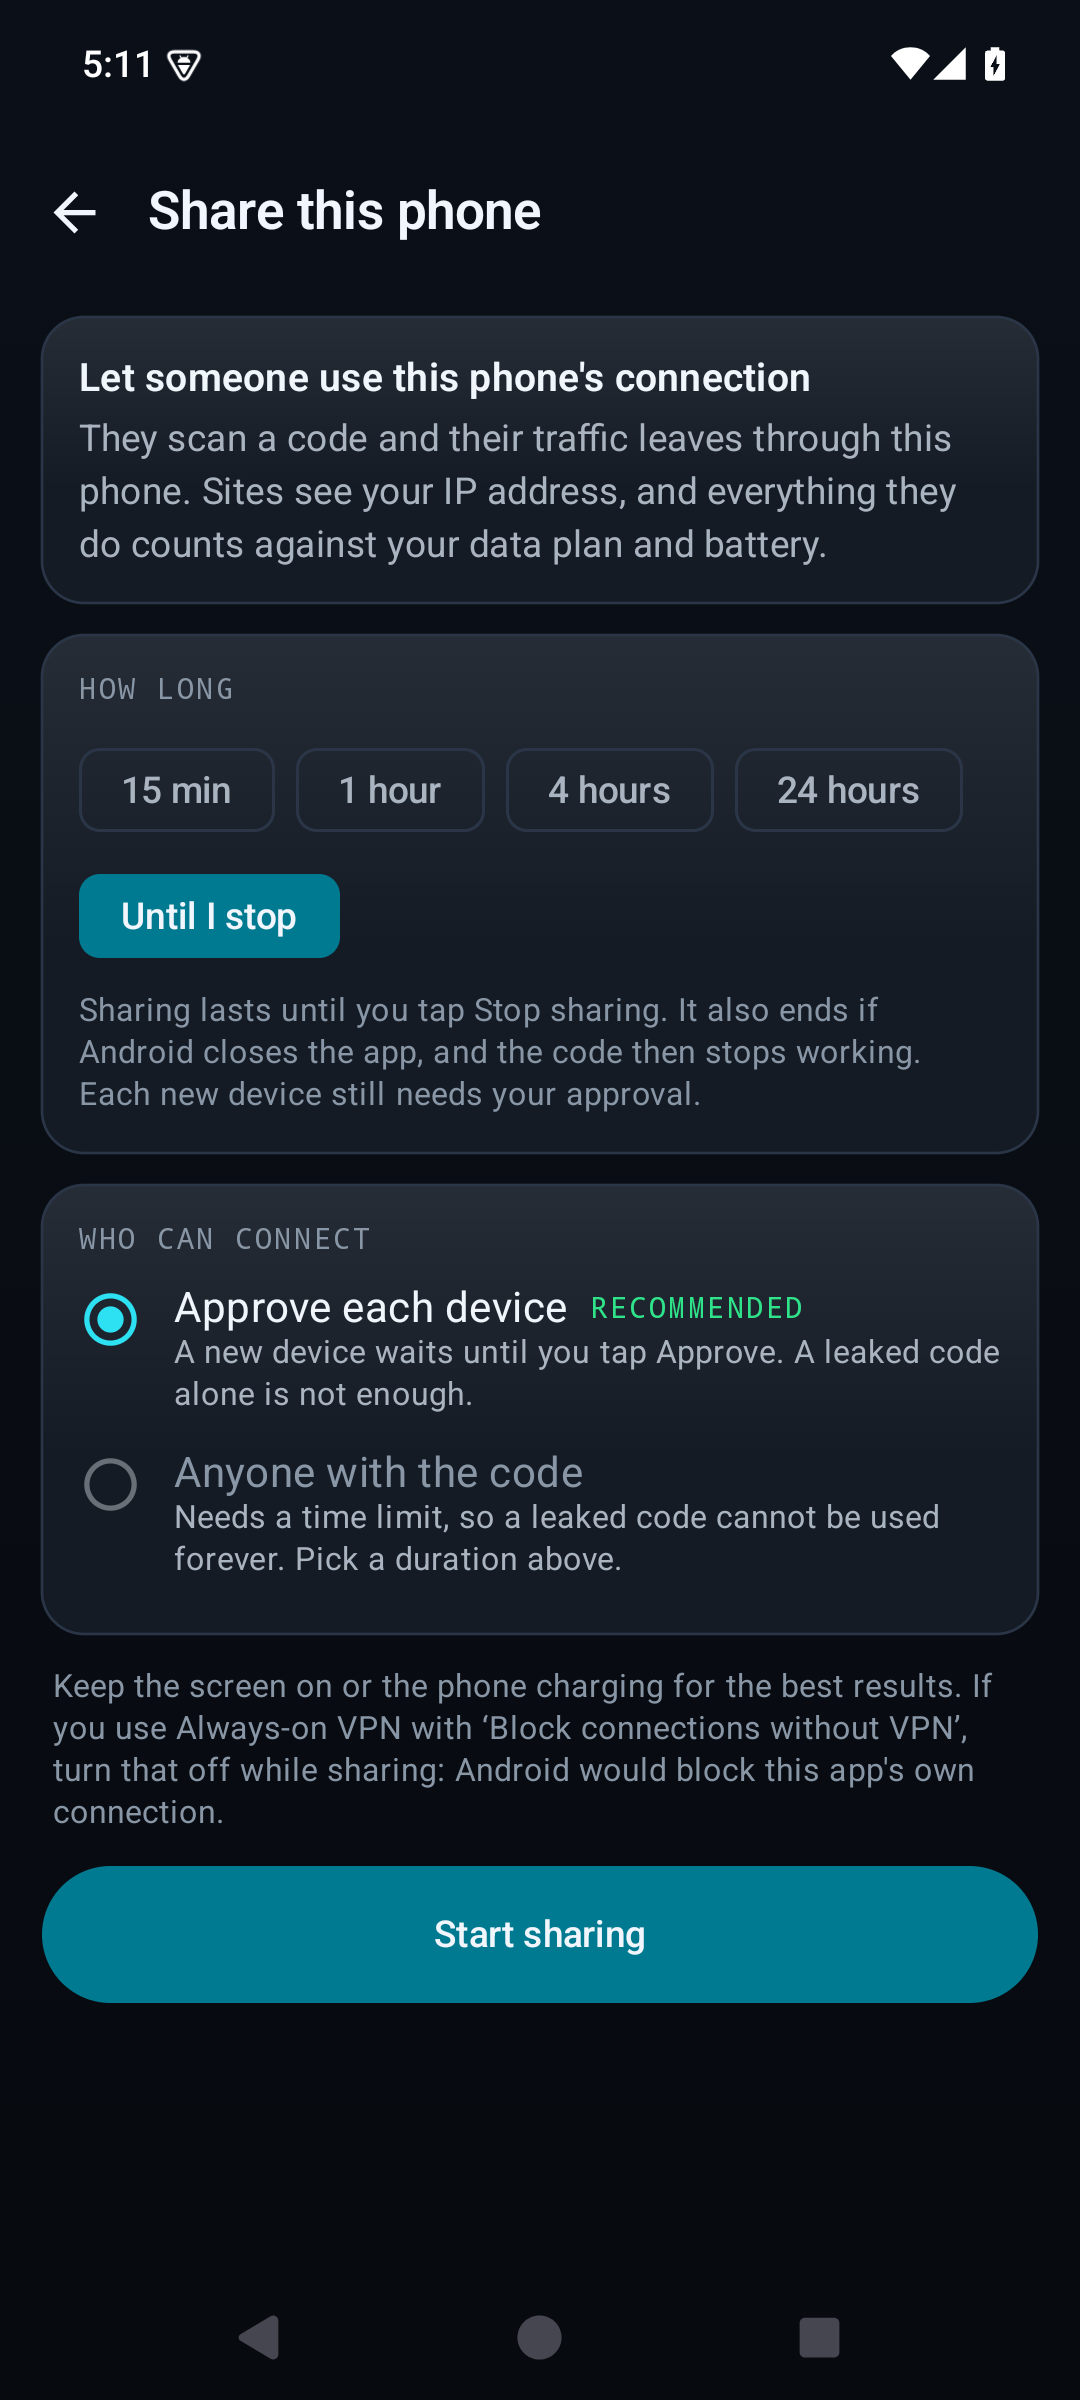 5:11
Share this phone
Let someone use this phone's connection
They scan a code and their traffic leaves through this
phone. Sites see your IP address, and everything they
do counts against your data plan and battery.
HOW LONG
15 min 1 hour 4 hours 24 hours
Until I stop
Sharing lasts until you tap Stop sharing. It also ends if
Android closes the app, and the code then stops working.
Each new device still needs your approval.
WHO CAN CONNECT
Approve each device RECOMMENDED
A new device waits until you tap Approve. A leaked code
alone is not enough.
Anyone with the code
Needs a time limit, so a leaked code cannot be used
forever. Pick a duration above.
Keep the screen on or the phone charging for the best results. If
you use Always-on VPN with ‘Block connections without VPN’,
turn that off while sharing: Android would block this app's own
connection.
Start sharing